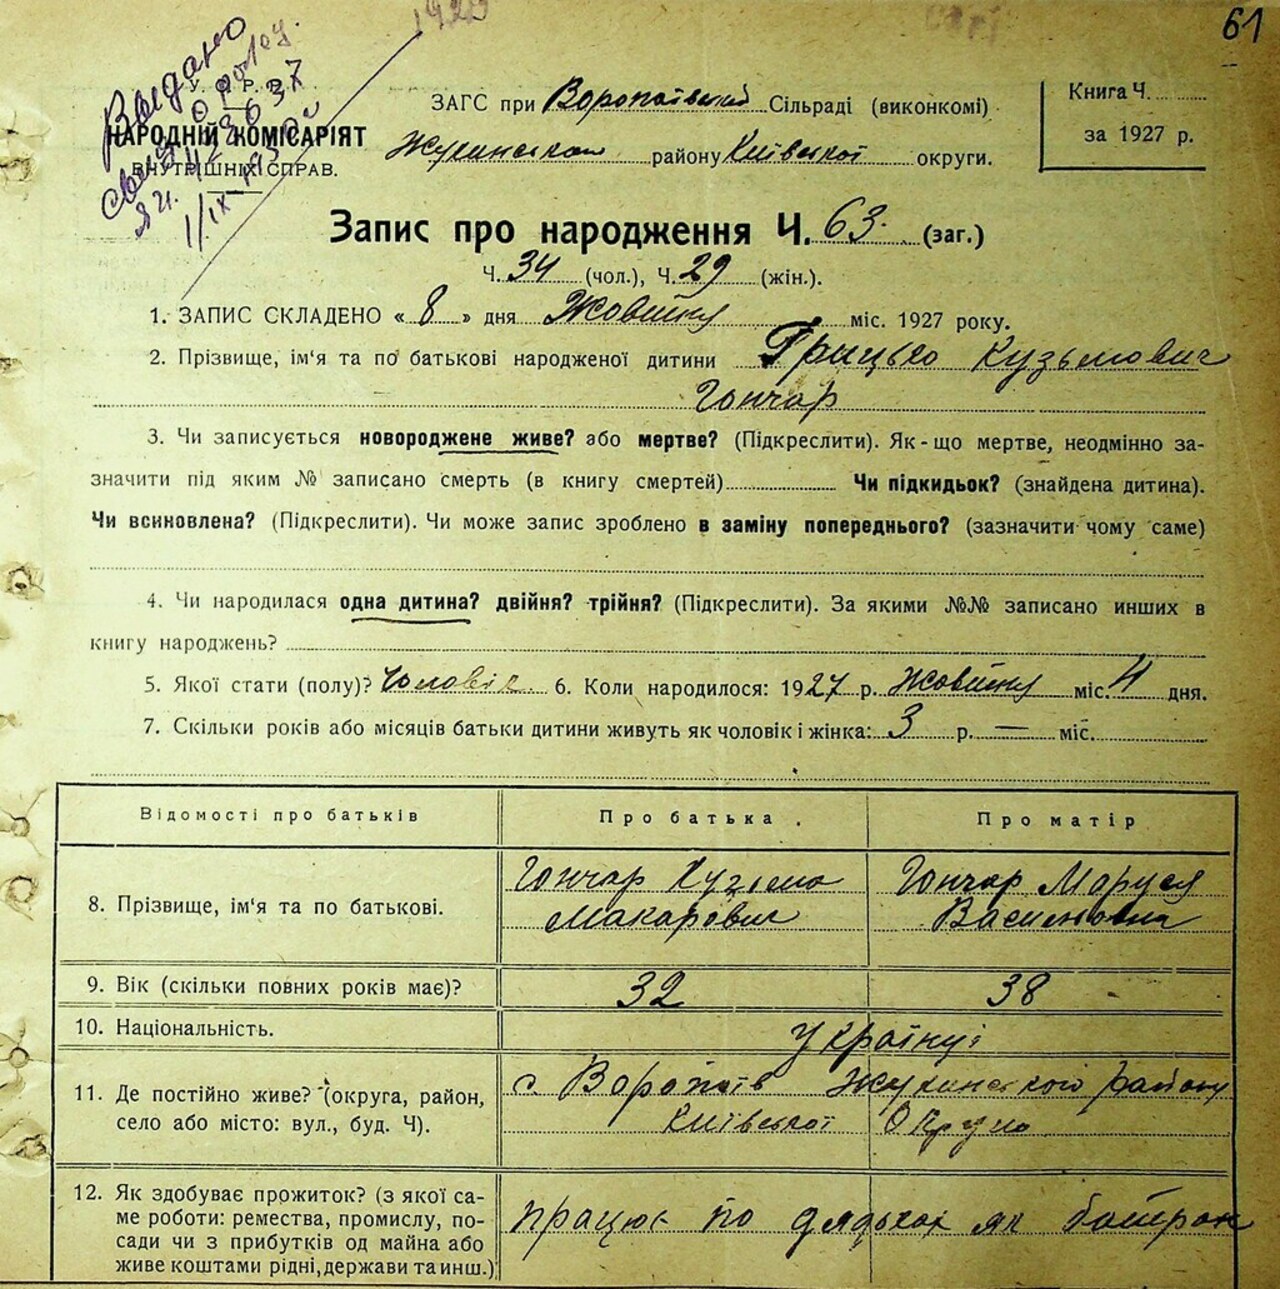 61
Выдано
У. С. Р. Р.
НАРОДНІЙ КОМІСАРІЯТ
ВНУТРІШНІХ СПРАВ.
ЗАГС при Воропаївський Сільраді (виконкомі)
Жукинськом району Київської округи.
Книга Ч.
за 1927 р.
Запис про народження Ч. 63. (заг.)
Ч. 34 (чол.), Ч. 29 (жін.).
1. ЗАПИС СКЛАДЕНО « 8 » дня Жовтня міс. 1927 року.
2. Прізвище, ім'я та по батькові народженої дитини Грицько Кузьмович
Гончар
3. Чи записується новороджене живе? або мертве? (Підкреслити). Як-що мертве, неодмінно за-
значити під яким № записано смерть (в книгу смертей) Чи підкидьок? (знайдена дитина).
Чи всиновлена? (Підкреслити). Чи може запис зроблено в заміну попереднього? (зазначити чому саме)
4. Чи народилася одна дитина? двійня? трійня? (Підкреслити). За якими №№ записано инших в
книгу народжень?
5. Якої стати (полу)? Чоловік 6. Коли народилося: 1927 р. Жовтня міс. 4 дня.
7. Скільки років або місяців батьки дитини живуть як чоловік і жінка: 3 р. — міс.
Відомості про батьків Про батька. Про матір
8. Прізвище, ім'я та по батькові. Гончар Кузьма Гончар Маруся
Макарович Василівна
9. Вік (скільки повних років має)? 32 38
10. Національність. Українці
11. Де постійно живе? (округа, район, с. Воропаїв Жукинського району
село або місто: вул., буд. Ч). Київської Округи
12. Як здобуває прожиток? (з якої са-
ме роботи: ремества, промислу, по- працює по дядьках як батрак
сади чи з прибутків од майна або
живе коштами рідні, держави та инш.)